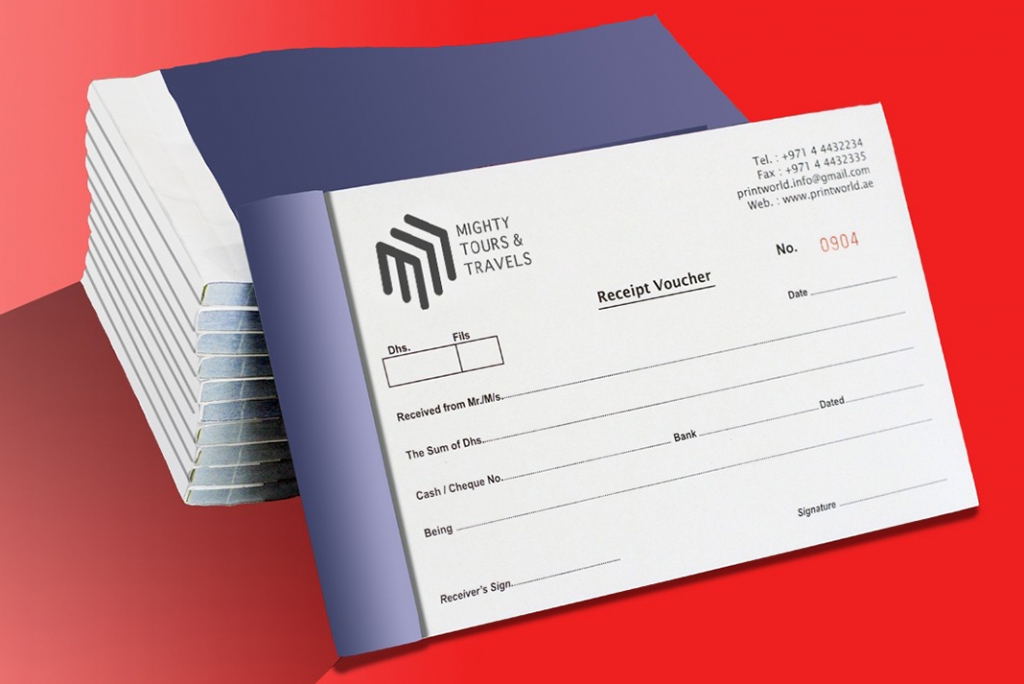 MIGHTY
TOURS &
TRAVELS
Tel. : +971 4 4432234
Fax : +971 4 4432335
printworld.info@gmail.com
Web. : www.printworld.ae
No. 0904
Receipt Voucher
Date
Dhs. Fils
Received from Mr./M/s.
The Sum of Dhs.
Cash / Cheque No. Bank Dated
Being
Signature
Receiver's Sign.